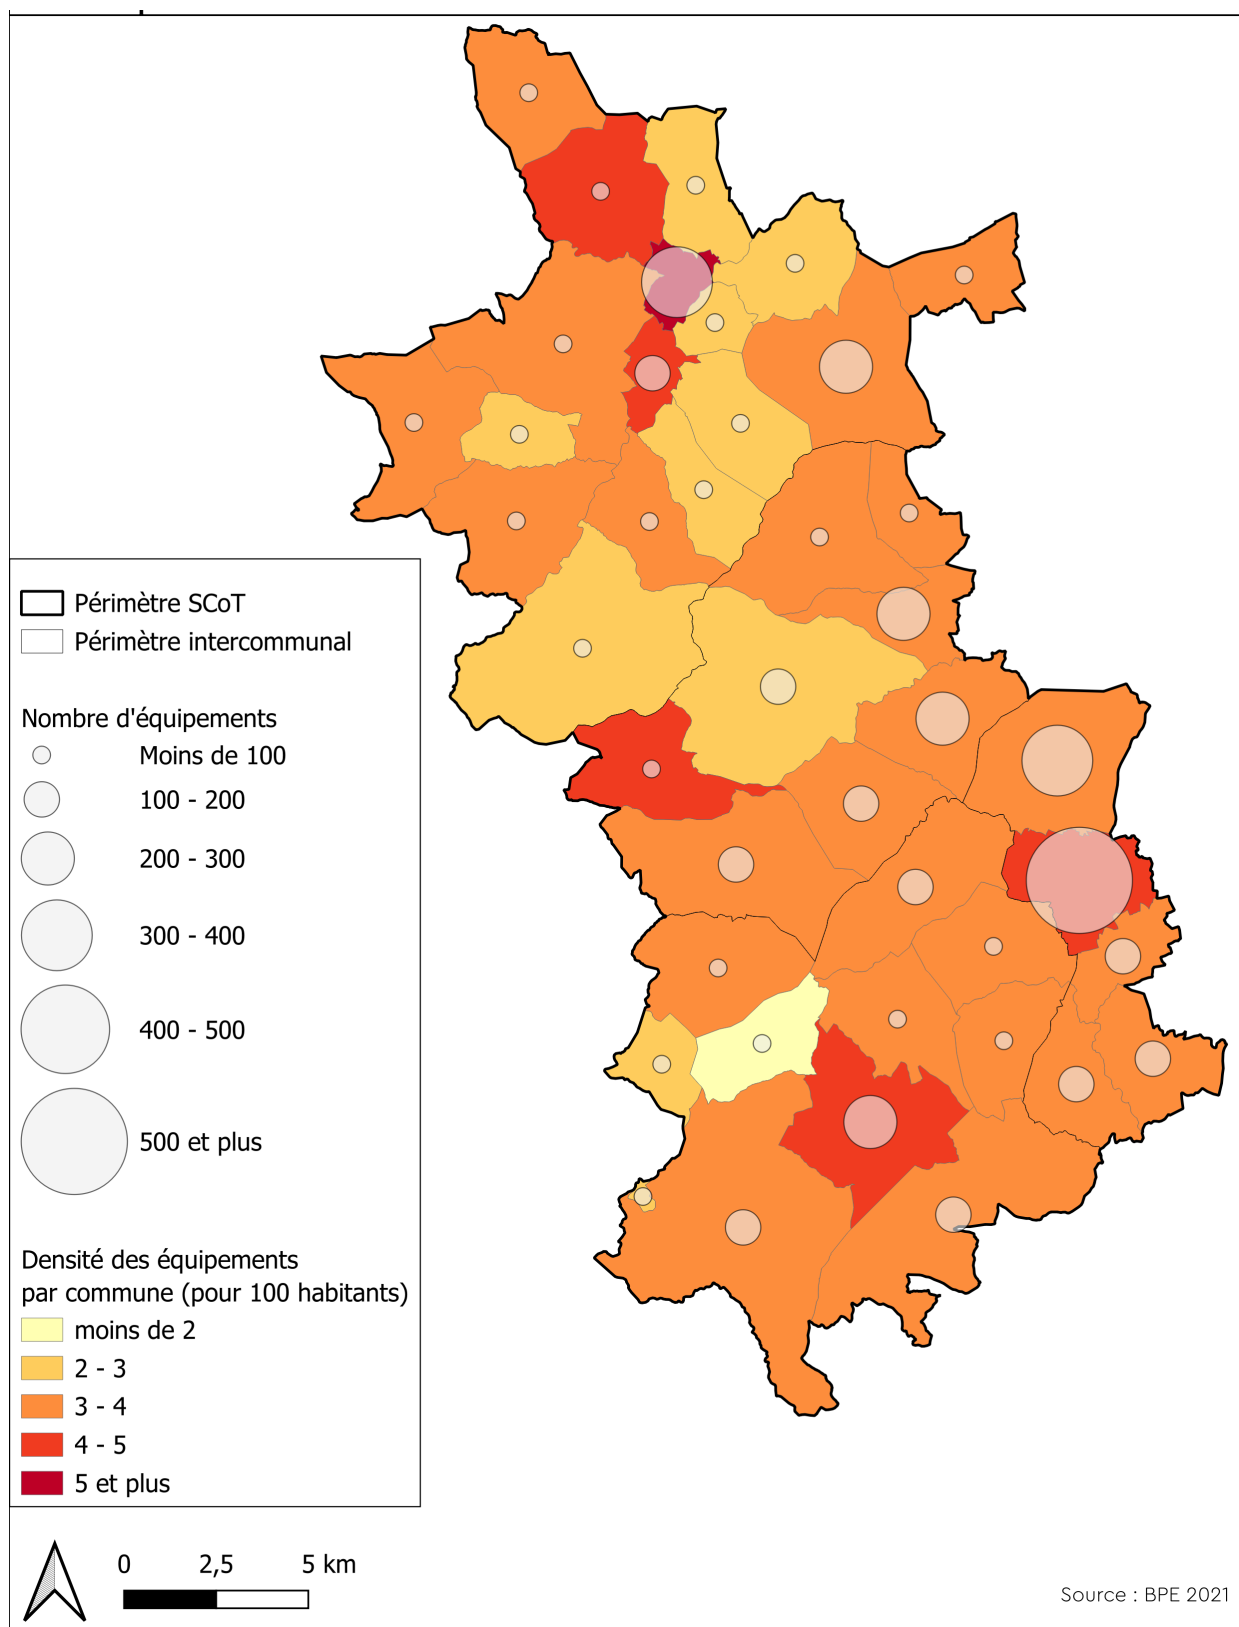 Périmètre SCoT
Périmètre intercommunal
Nombre d'équipements
Moins de 100
100 - 200
200 - 300
300 - 400
400 - 500
500 et plus
Densité des équipements
par commune (pour 100 habitants)
moins de 2
2 - 3
3 - 4
4 - 5
5 et plus
0 2,5 5 km
Source : BPE 2021